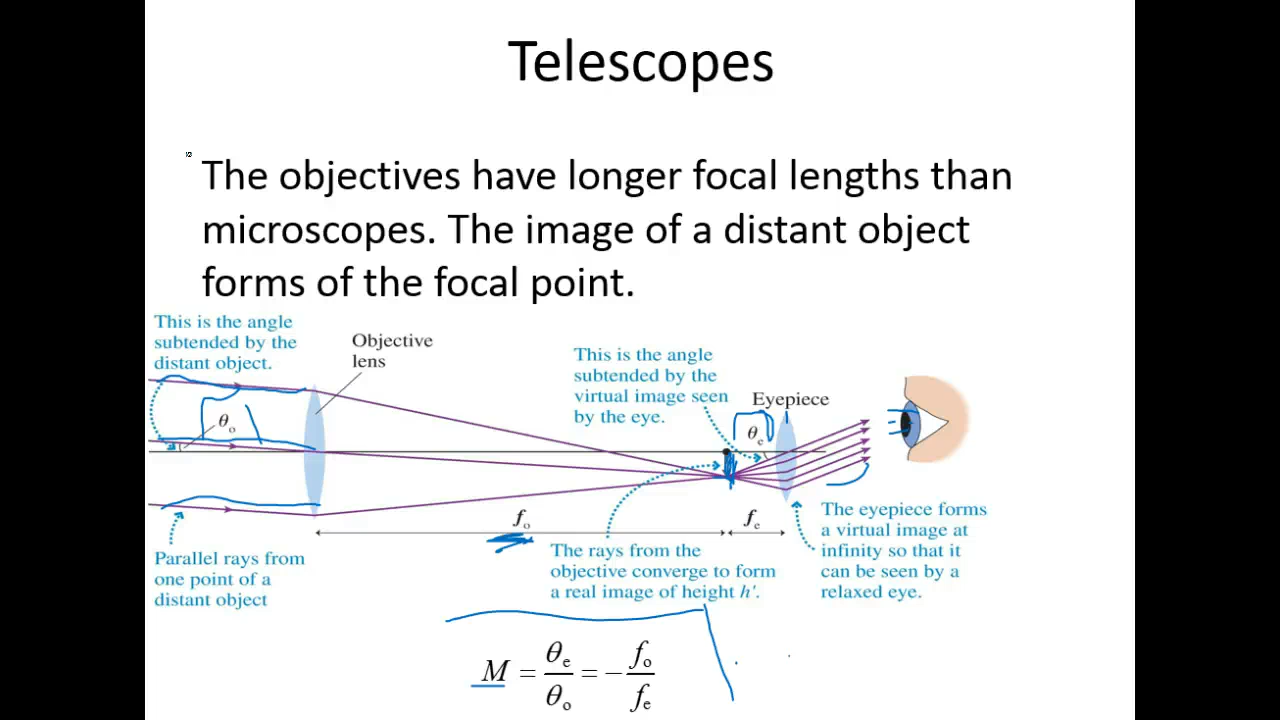 Telescopes
The objectives have longer focal lengths than
microscopes. The image of a distant object
forms of the focal point.
This is the angle
subtended by the
distant object.
Objective
lens
This is the angle
subtended by the
virtual image seen
by the eye.
Eyepiece
θo
θe
fo
fe
Parallel rays from
one point of a
distant object
The rays from the
objective converge to form
a real image of height h'.
The eyepiece forms
a virtual image at
infinity so that it
can be seen by a
relaxed eye.
M = θe/θo = − fo/fe